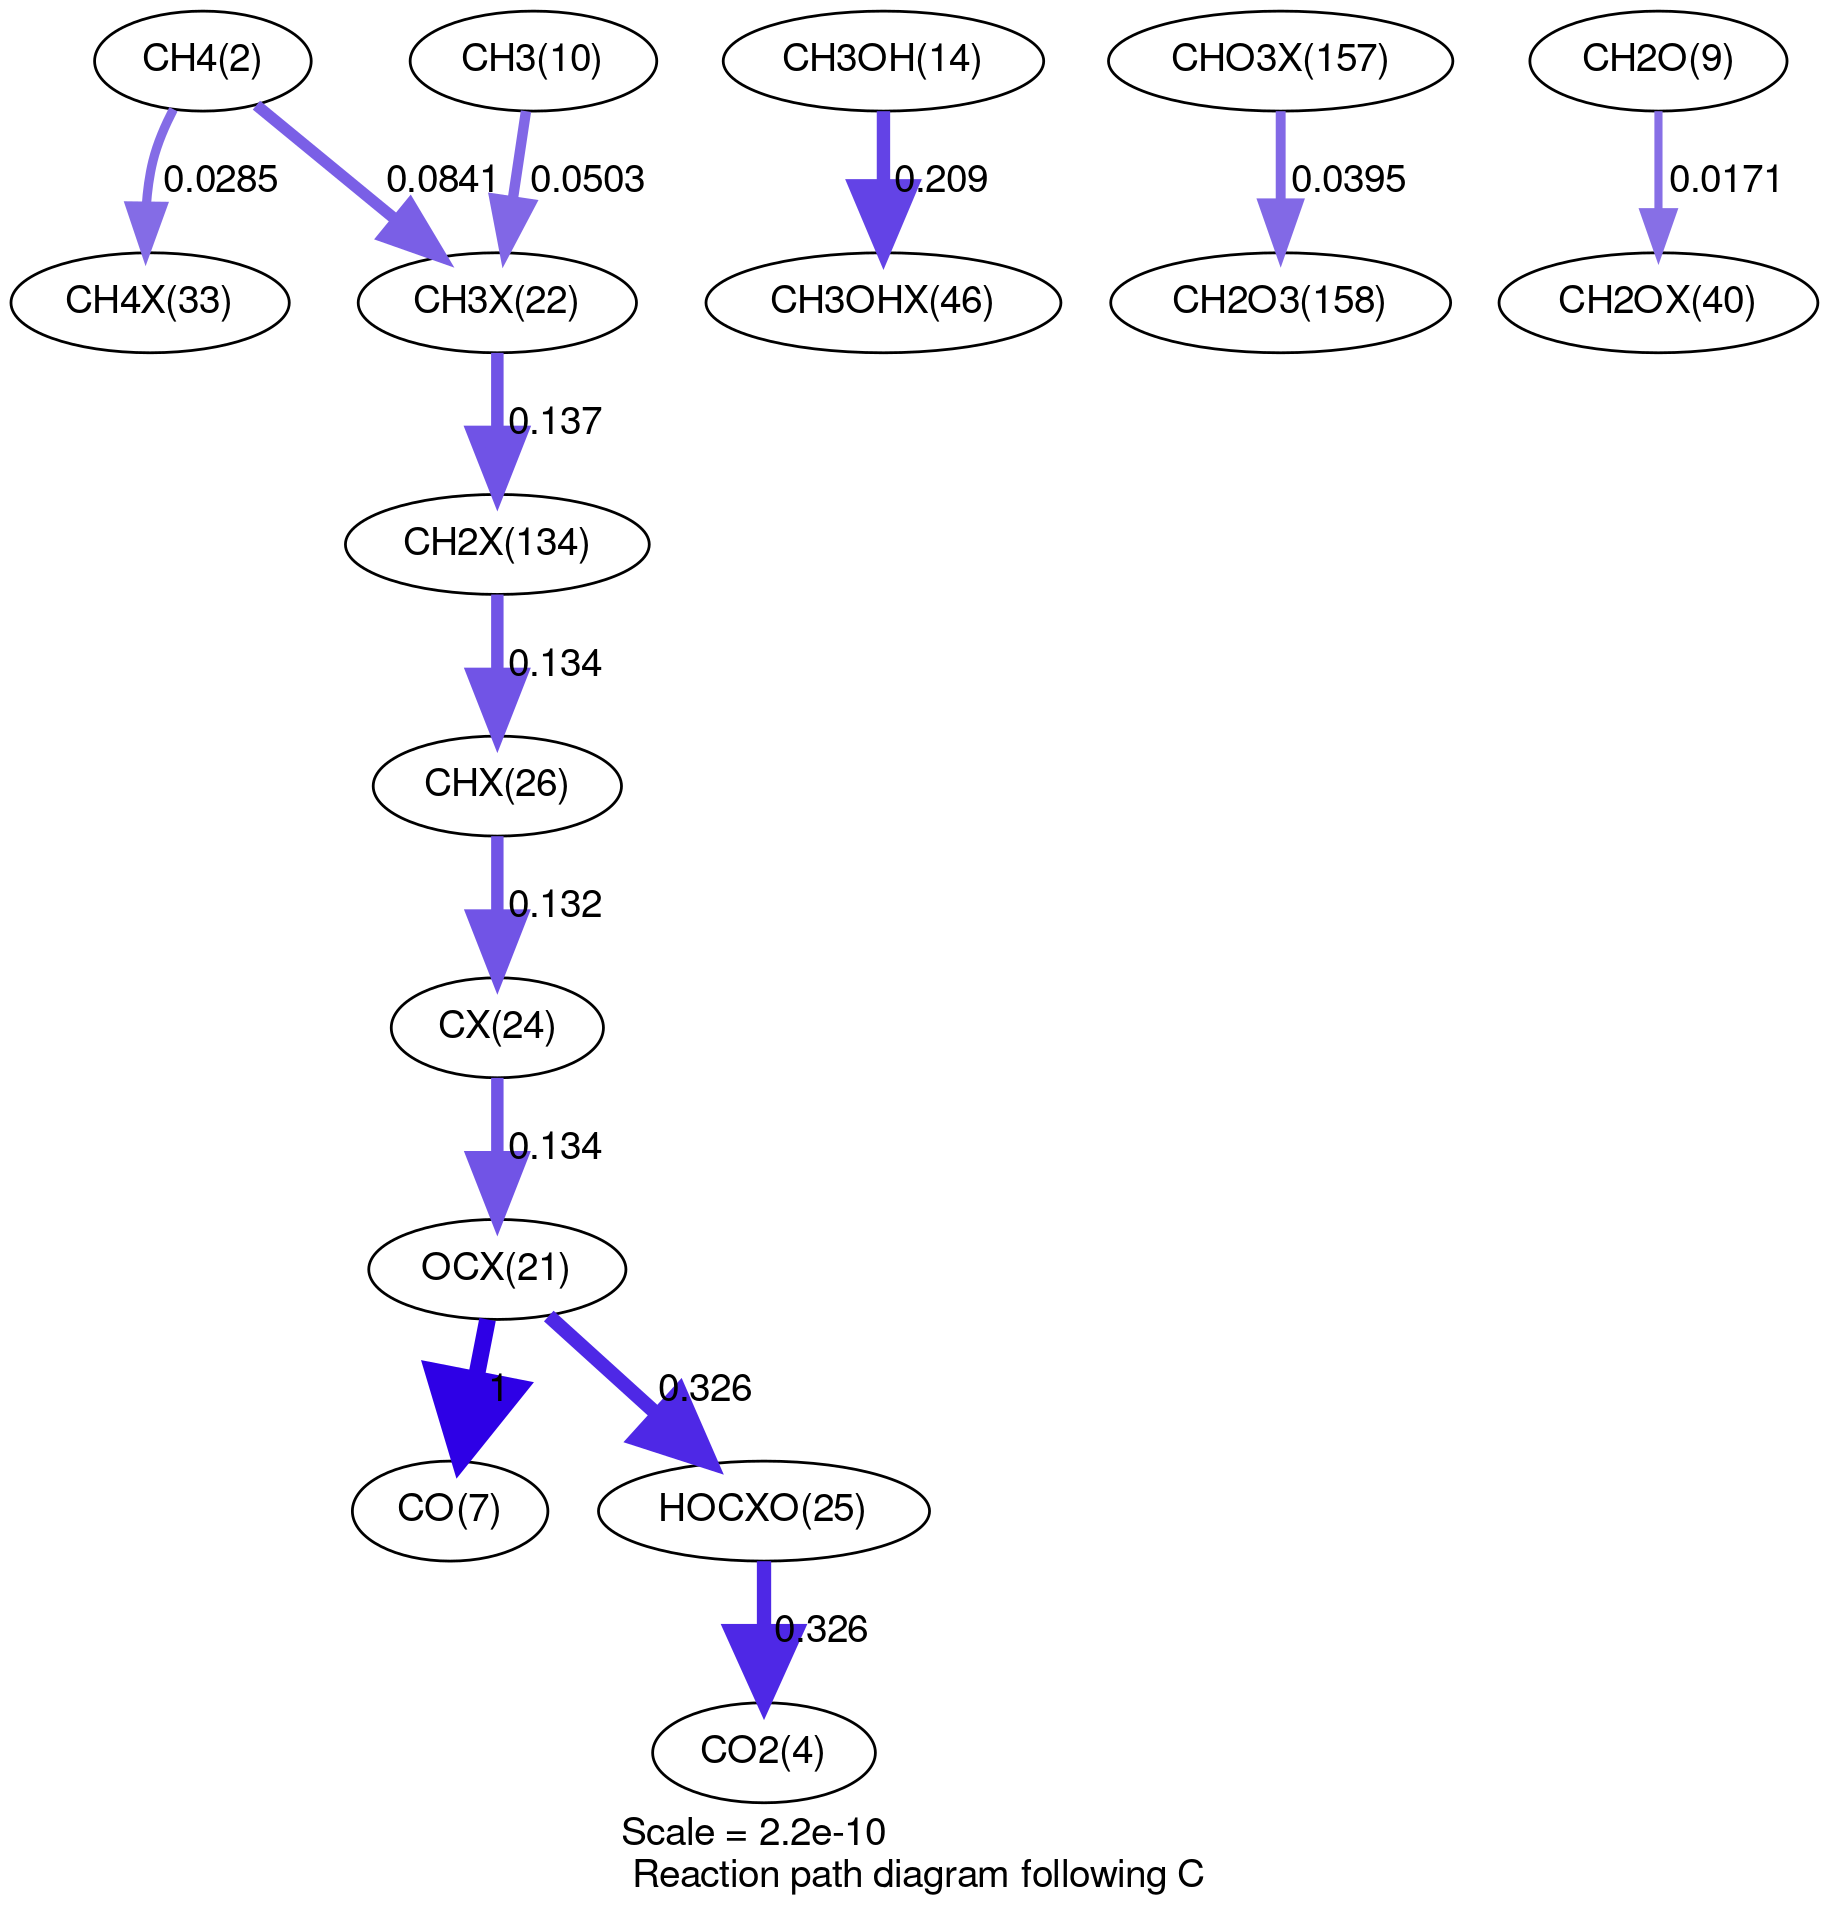 CH4(2)
CH3(10)
CH3OH(14)
CHO3X(157)
CH2O(9)
0.0285
0.0841
0.0503
0.209
0.0395
0.0171
CH4X(33)
CH3X(22)
CH3OHX(46)
CH2O3(158)
CH2OX(40)
0.137
CH2X(134)
0.134
CHX(26)
0.132
CX(24)
0.134
OCX(21)
1
0.326
CO(7)
HOCXO(25)
0.326
CO2(4)
Scale = 2.2e-10
Reaction path diagram following C